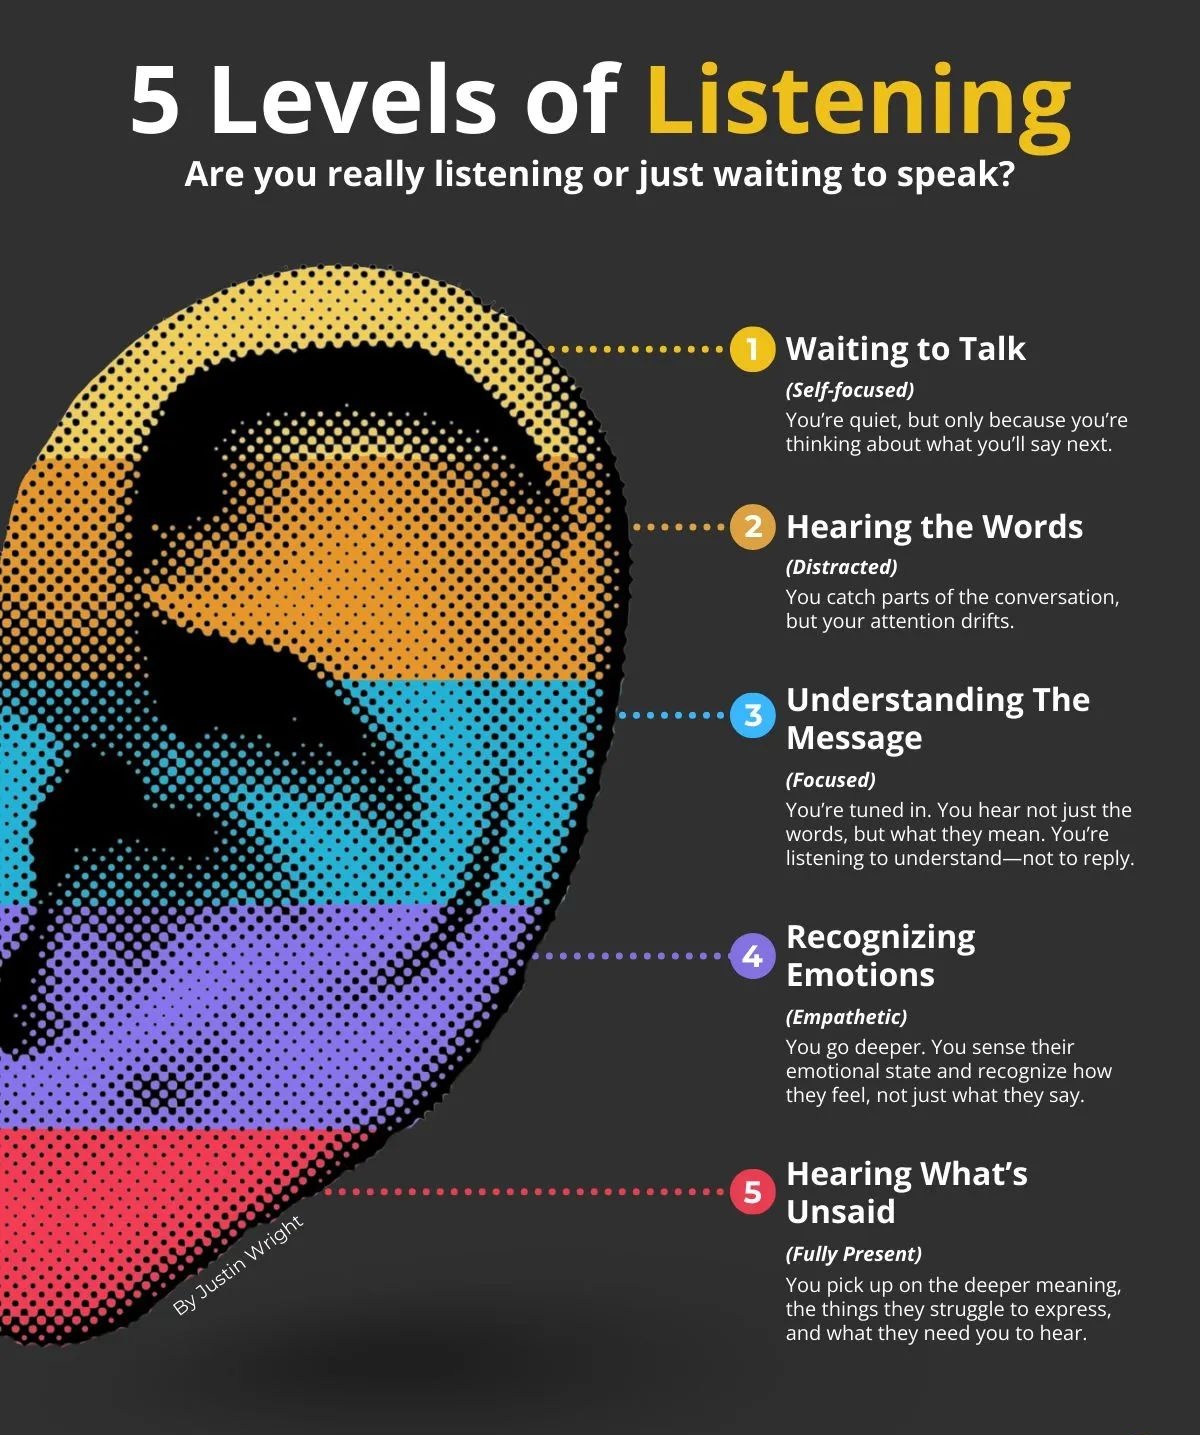 5 Levels of Listening
Are you really listening or just waiting to speak?
1 Waiting to Talk
(Self-focused)
You’re quiet, but only because you’re
thinking about what you’ll say next.
2 Hearing the Words
(Distracted)
You catch parts of the conversation,
but your attention drifts.
3 Understanding The
Message
(Focused)
You’re tuned in. You hear not just the
words, but what they mean. You’re
listening to understand—not to reply.
4 Recognizing
Emotions
(Empathetic)
You go deeper. You sense their
emotional state and recognize how
they feel, not just what they say.
5 Hearing What’s
Unsaid
(Fully Present)
You pick up on the deeper meaning,
the things they struggle to express,
and what they need you to hear.
By Justin Wright